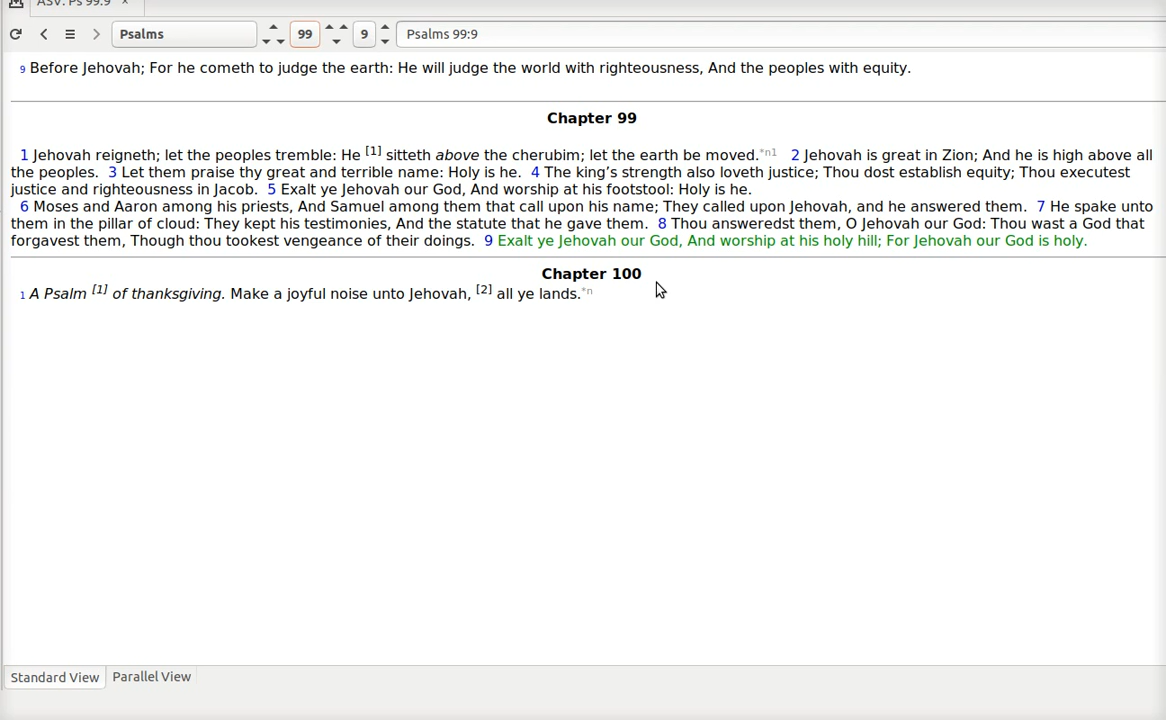 ASV: Ps 99:9 ×
Psalms 99 9 Psalms 99:9
9 Before Jehovah; For he cometh to judge the earth: He will judge the world with righteousness, And the peoples with equity.
Chapter 99
1 Jehovah reigneth; let the peoples tremble: He [1] sitteth above the cherubim; let the earth be moved.*n1 2 Jehovah is great in Zion; And he is high above all
the peoples. 3 Let them praise thy great and terrible name: Holy is he. 4 The king’s strength also loveth justice; Thou dost establish equity; Thou executest
justice and righteousness in Jacob. 5 Exalt ye Jehovah our God, And worship at his footstool: Holy is he.
6 Moses and Aaron among his priests, And Samuel among them that call upon his name; They called upon Jehovah, and he answered them. 7 He spake unto
them in the pillar of cloud: They kept his testimonies, And the statute that he gave them. 8 Thou answeredst them, O Jehovah our God: Thou wast a God that
forgavest them, Though thou tookest vengeance of their doings. 9 Exalt ye Jehovah our God, And worship at his holy hill; For Jehovah our God is holy.
Chapter 100
1 A Psalm [1] of thanksgiving. Make a joyful noise unto Jehovah, [2] all ye lands.*n
Standard View Parallel View